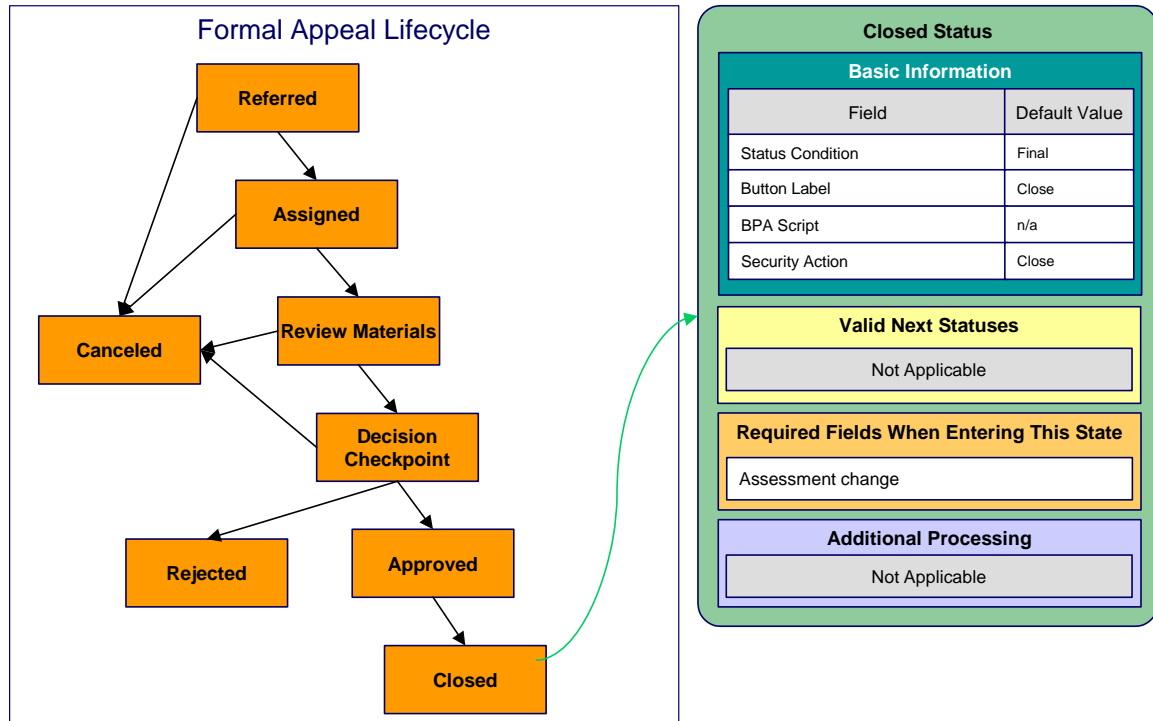 Formal Appeal Lifecycle
Referred
Assigned
Review Materials
Canceled
Decision
Checkpoint
Rejected
Approved
Closed
Closed Status
Basic Information
Field
Default Value
Status Condition
Final
Button Label
Close
BPA Script
n/a
Security Action
Close
Valid Next Statuses
Not Applicable
Required Fields When Entering This State
Assessment change
Additional Processing
Not Applicable